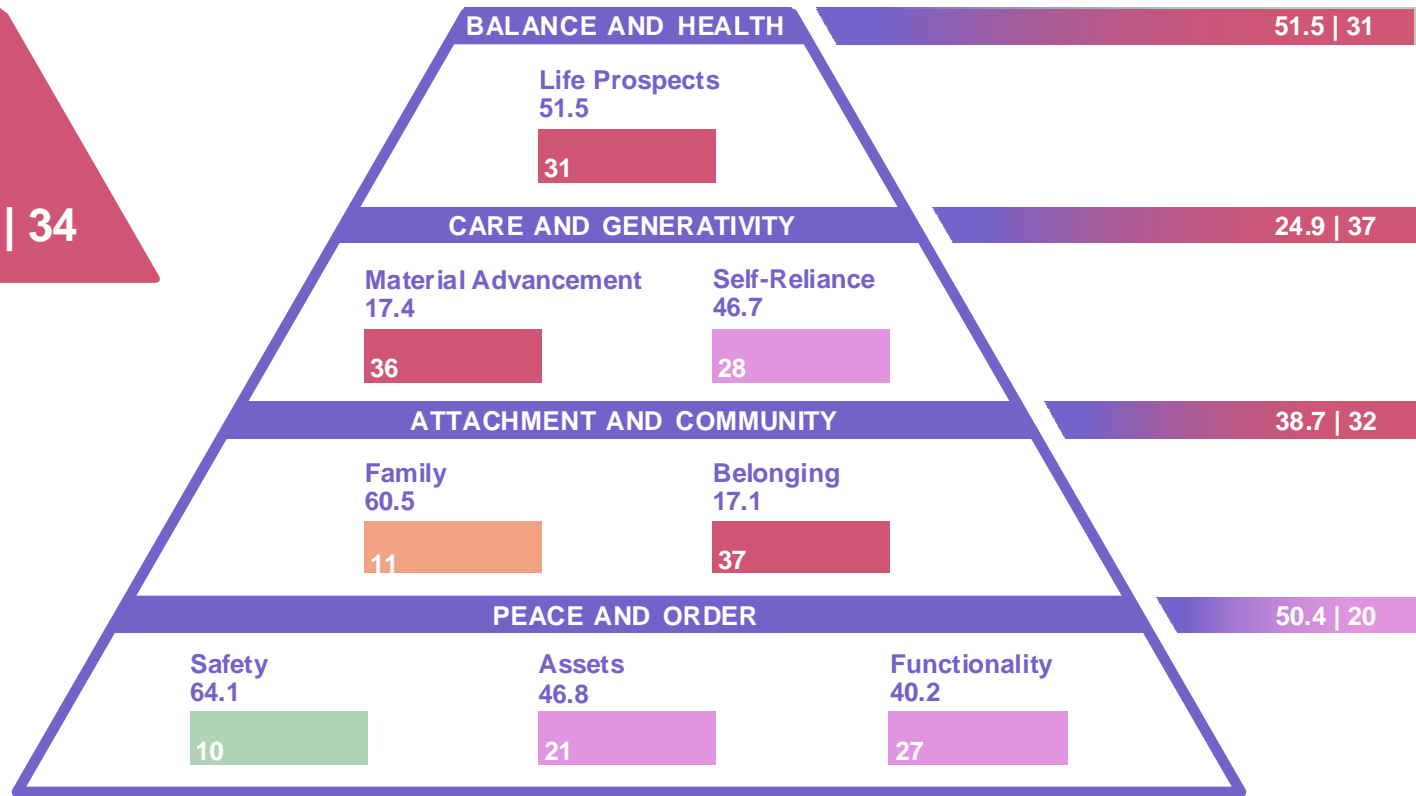 BALANCE AND HEALTH
51.5 | 31
Life Prospects
51.5
31
| 34
CARE AND GENERATIVITY
24.9 | 37
Material Advancement
17.4
36
Self-Reliance
46.7
28
ATTACHMENT AND COMMUNITY
38.7 | 32
Family
60.5
11
Belonging
17.1
37
PEACE AND ORDER
50.4 | 20
Safety
64.1
10
Assets
46.8
21
Functionality
40.2
27